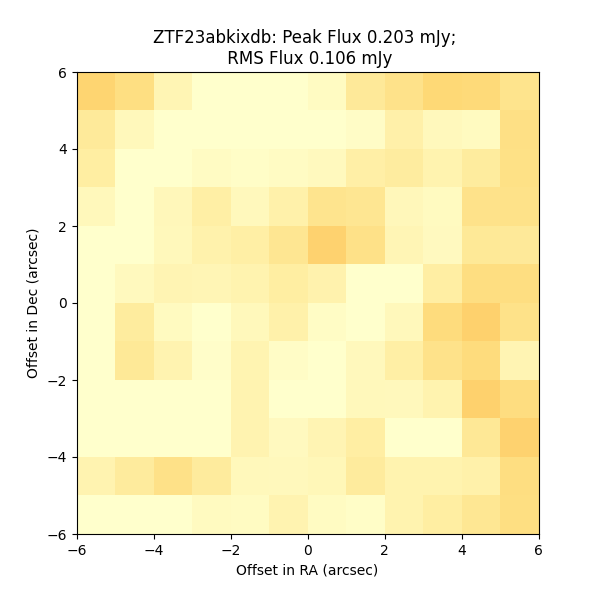 ZTF23abkixdb: Peak Flux 0.203 mJy;
RMS Flux 0.106 mJy
6
4
2
0
−2
−4
−6
Offset in Dec (arcsec)
−6 −4 −2 0 2 4 6
Offset in RA (arcsec)